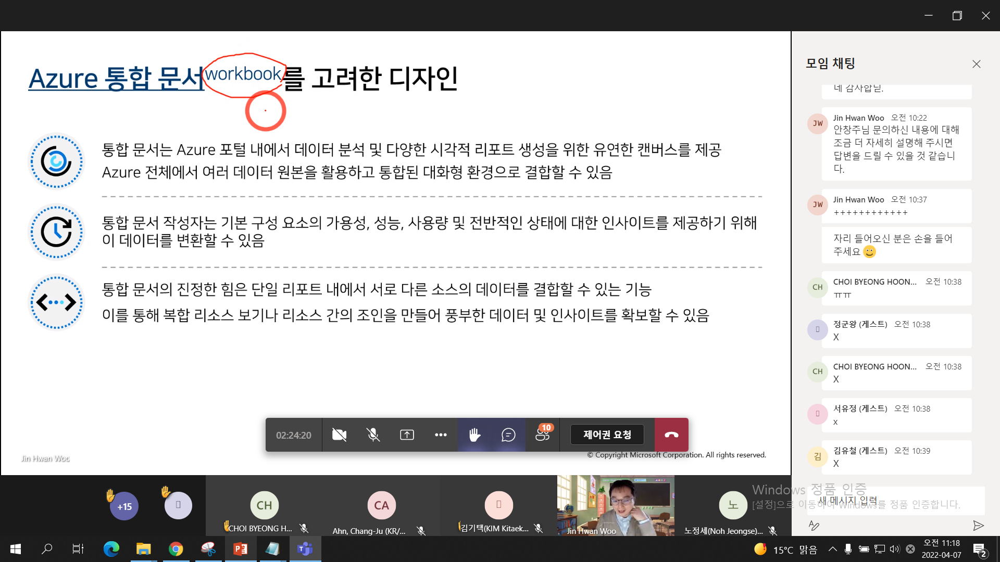 Azure 통합 문서workbook를 고려한 디자인
통합 문서는 Azure 포털 내에서 데이터 분석 및 다양한 시각적 리포트 생성을 위한 유연한 캔버스를 제공
Azure 전체에서 여러 데이터 원본을 활용하고 통합된 대화형 환경으로 결합할 수 있음
통합 문서 작성자는 기본 구성 요소의 가용성, 성능, 사용량 및 전반적인 상태에 대한 인사이트를 제공하기 위해
이 데이터를 변환할 수 있음
통합 문서의 진정한 힘은 단일 리포트 내에서 서로 다른 소스의 데이터를 결합할 수 있는 기능
이를 통해 복합 리소스 보기나 리소스 간의 조인을 만들어 풍부한 데이터 및 인사이트를 확보할 수 있음
02:24:20
10
제어권 요청
© Copyright Microsoft Corporation. All rights reserved.
Jin Hwan Woo
모임 채팅
네 감사합닏.
JW
Jin Hwan Woo 오전 10:22
안창주님 문의하신 내용에 대해
조금 더 자세히 설명해 주시면
답변을 드릴 수 있을 것 같습니
다.
JW
Jin Hwan Woo 오전 10:37
++++++++++++
자리 들어오신 분은 손을 들어
주세요
CH
CHOI BYEONG HOON... 오전 10:38
ㅠㅠ
정군왕 (게스트) 오전 10:38
X
CH
CHOI BYEONG HOON... 오전 10:38
X
서유정 (게스트) 오전 10:38
x
김
김유철 (게스트) 오전 10:39
X
Windows 정품 인증
[설정]으로 이동하여 Windows를 정품 인증합니다.
새 메시지 입력
+15
CH
CHOI BYEONG H...
CA
Ahn, Chang-Ju (KR/...
김기택(KIM Kitaek...
Jin Hwan Woo
노
노정세(Noh Jeongse)...
15°C 맑음
오전 11:18
2022-04-07
2